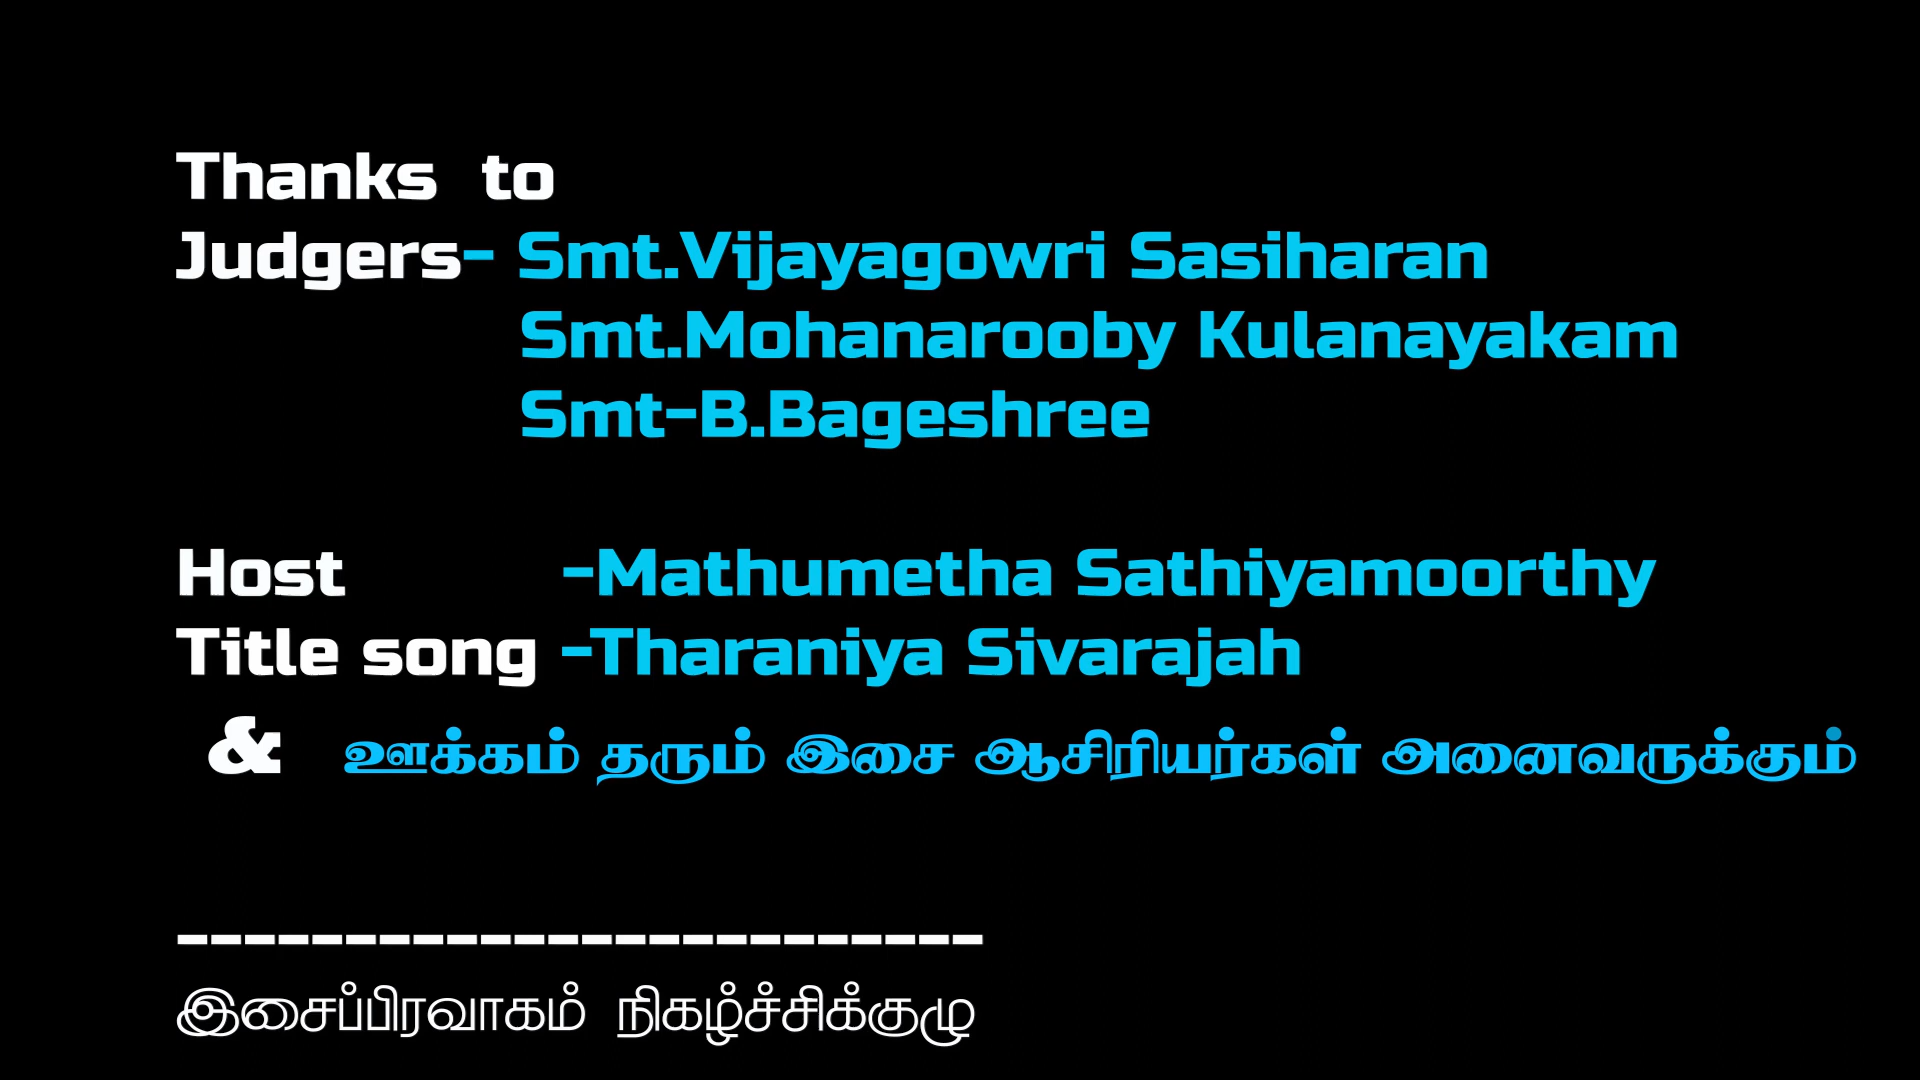 Thanks to
Judgers- Smt.Vijayagowri Sasiharan
Smt.Mohanarooby Kulanayakam
Smt-B.Bageshree
Host -Mathumetha Sathiyamoorthy
Title song -Tharaniya Sivarajah
& ஊக்கம் தரும் இசை ஆசிரியர்கள் அனைவருக்கும்
------------------------
இசைப்பிரவாகம் நிகழ்ச்சிக்குழு